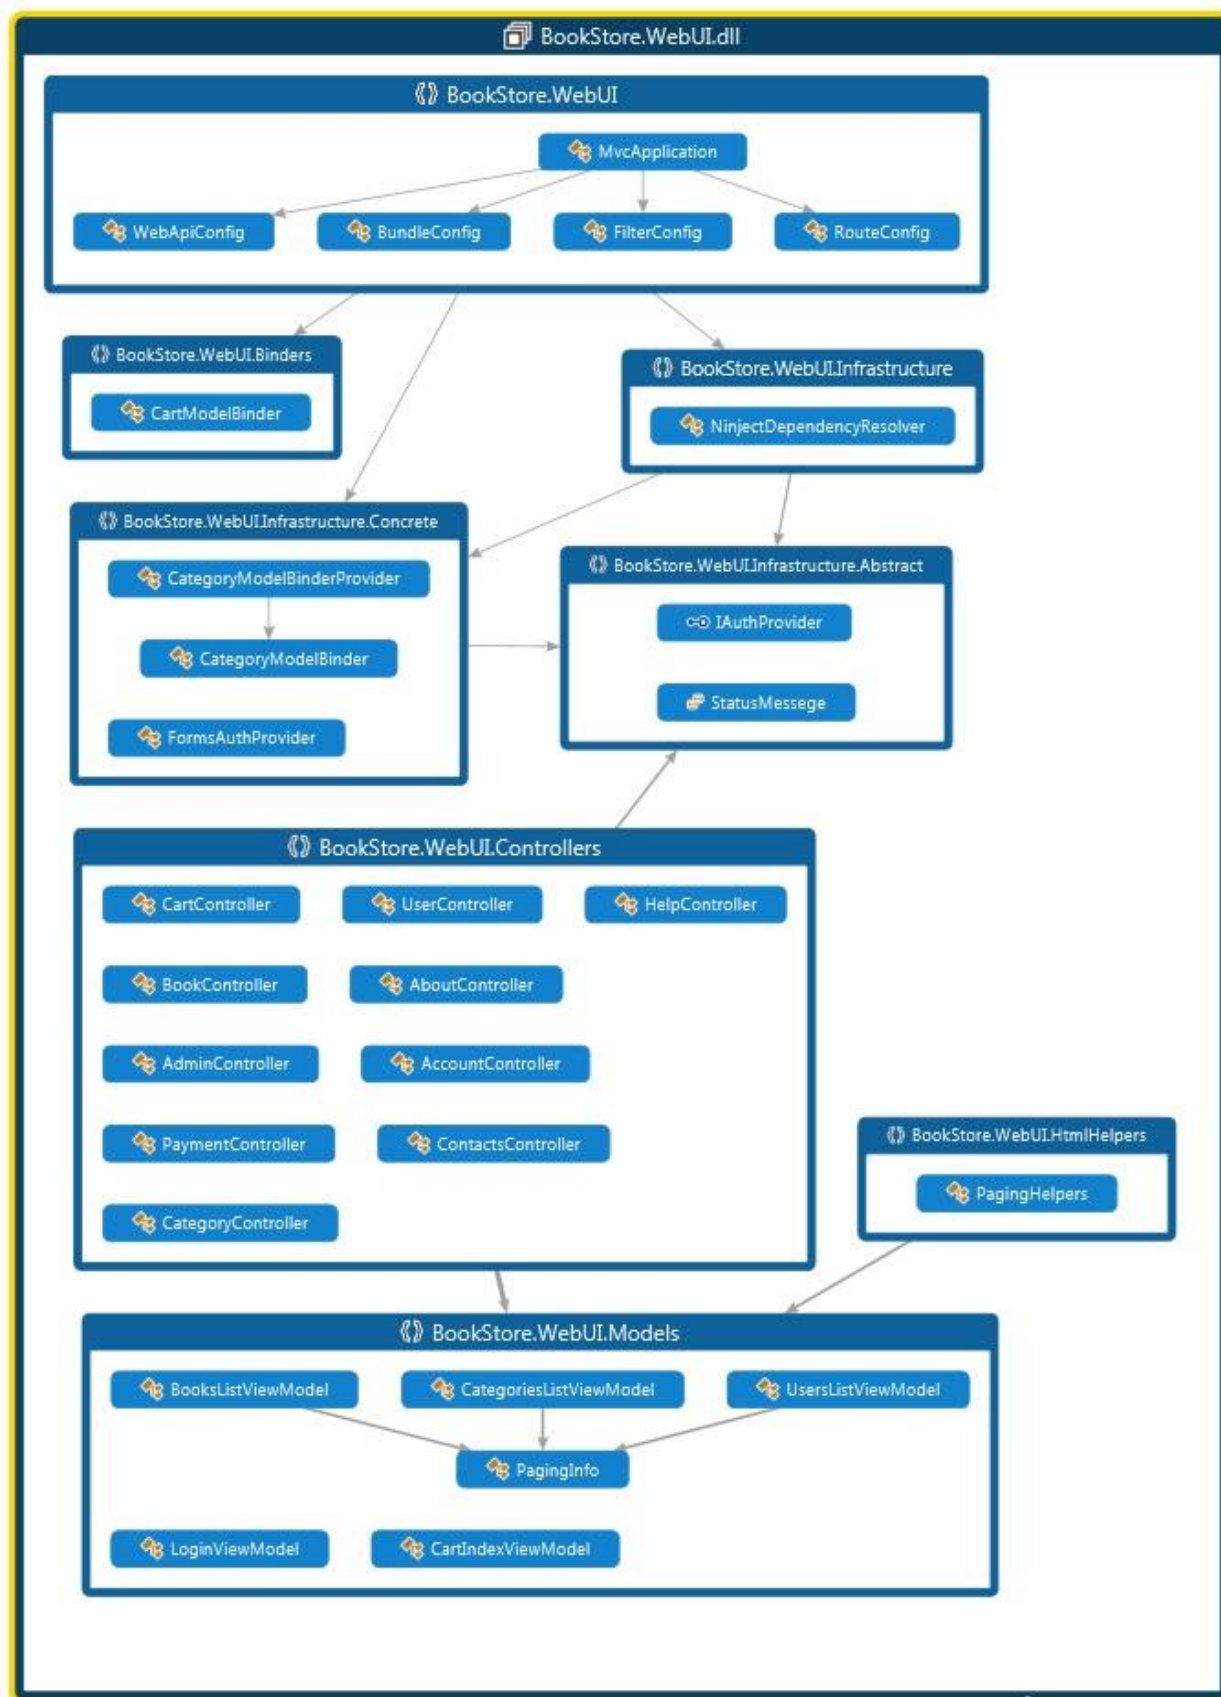 BookStore.WebUI.dll
BookStore.WebUI
MvcApplication
WebApiConfig BundleConfig FilterConfig RouteConfig
BookStore.WebUI.Binders
CartModelBinder
BookStore.WebUI.Infrastructure
NinjectDependencyResolver
BookStore.WebUI.Infrastructure.Concrete
CategoryModelBinderProvider
CategoryModelBinder
FormsAuthProvider
BookStore.WebUI.Infrastructure.Abstract
IAuthProvider
StatusMessege
BookStore.WebUI.Controllers
CartController UserController HelpController
BookController AboutController
AdminController AccountController
PaymentController ContactsController
CategoryController
BookStore.WebUI.HtmlHelpers
PagingHelpers
BookStore.WebUI.Models
BooksListViewModel CategoriesListViewModel UsersListViewModel
PagingInfo
LoginViewModel CartIndexViewModel